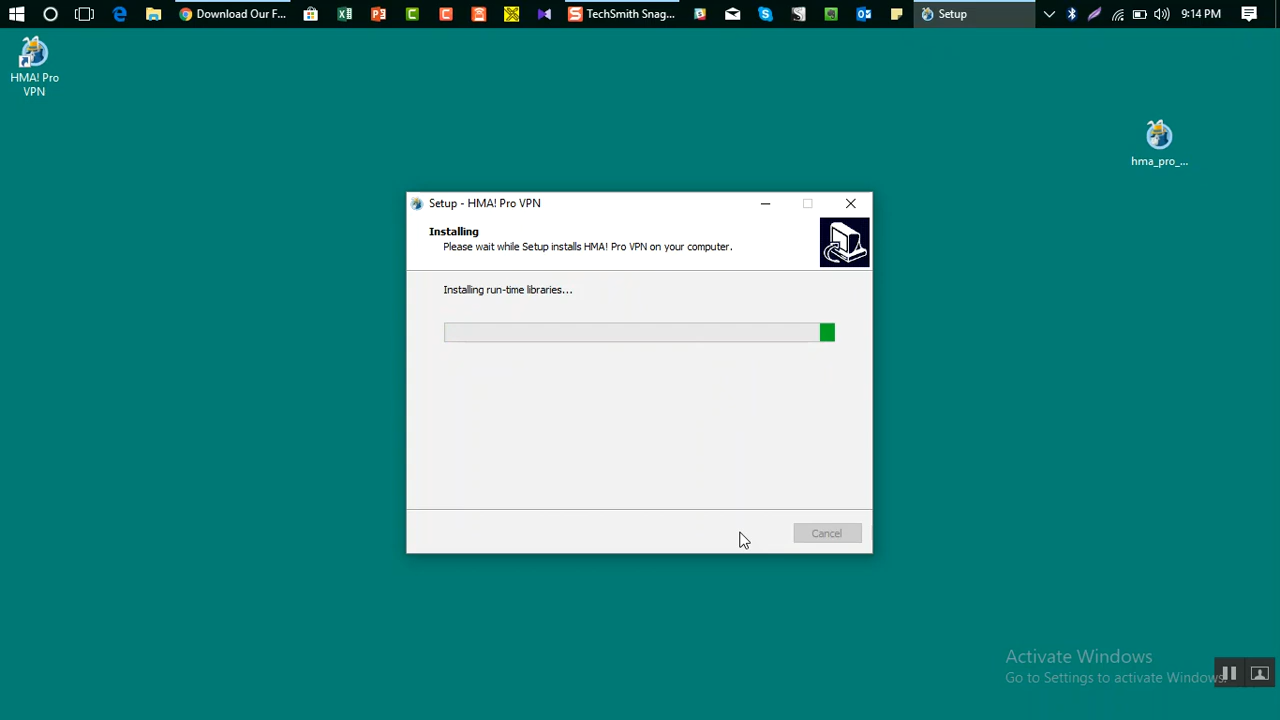 Download Our F...
TechSmith Snag...
Setup
9:14 PM
HMA! Pro
VPN
hma_pro_...
Setup - HMA! Pro VPN
Installing
Please wait while Setup installs HMA! Pro VPN on your computer.
Installing run-time libraries...
Cancel
Activate Windows
Go to Settings to activate Windows.